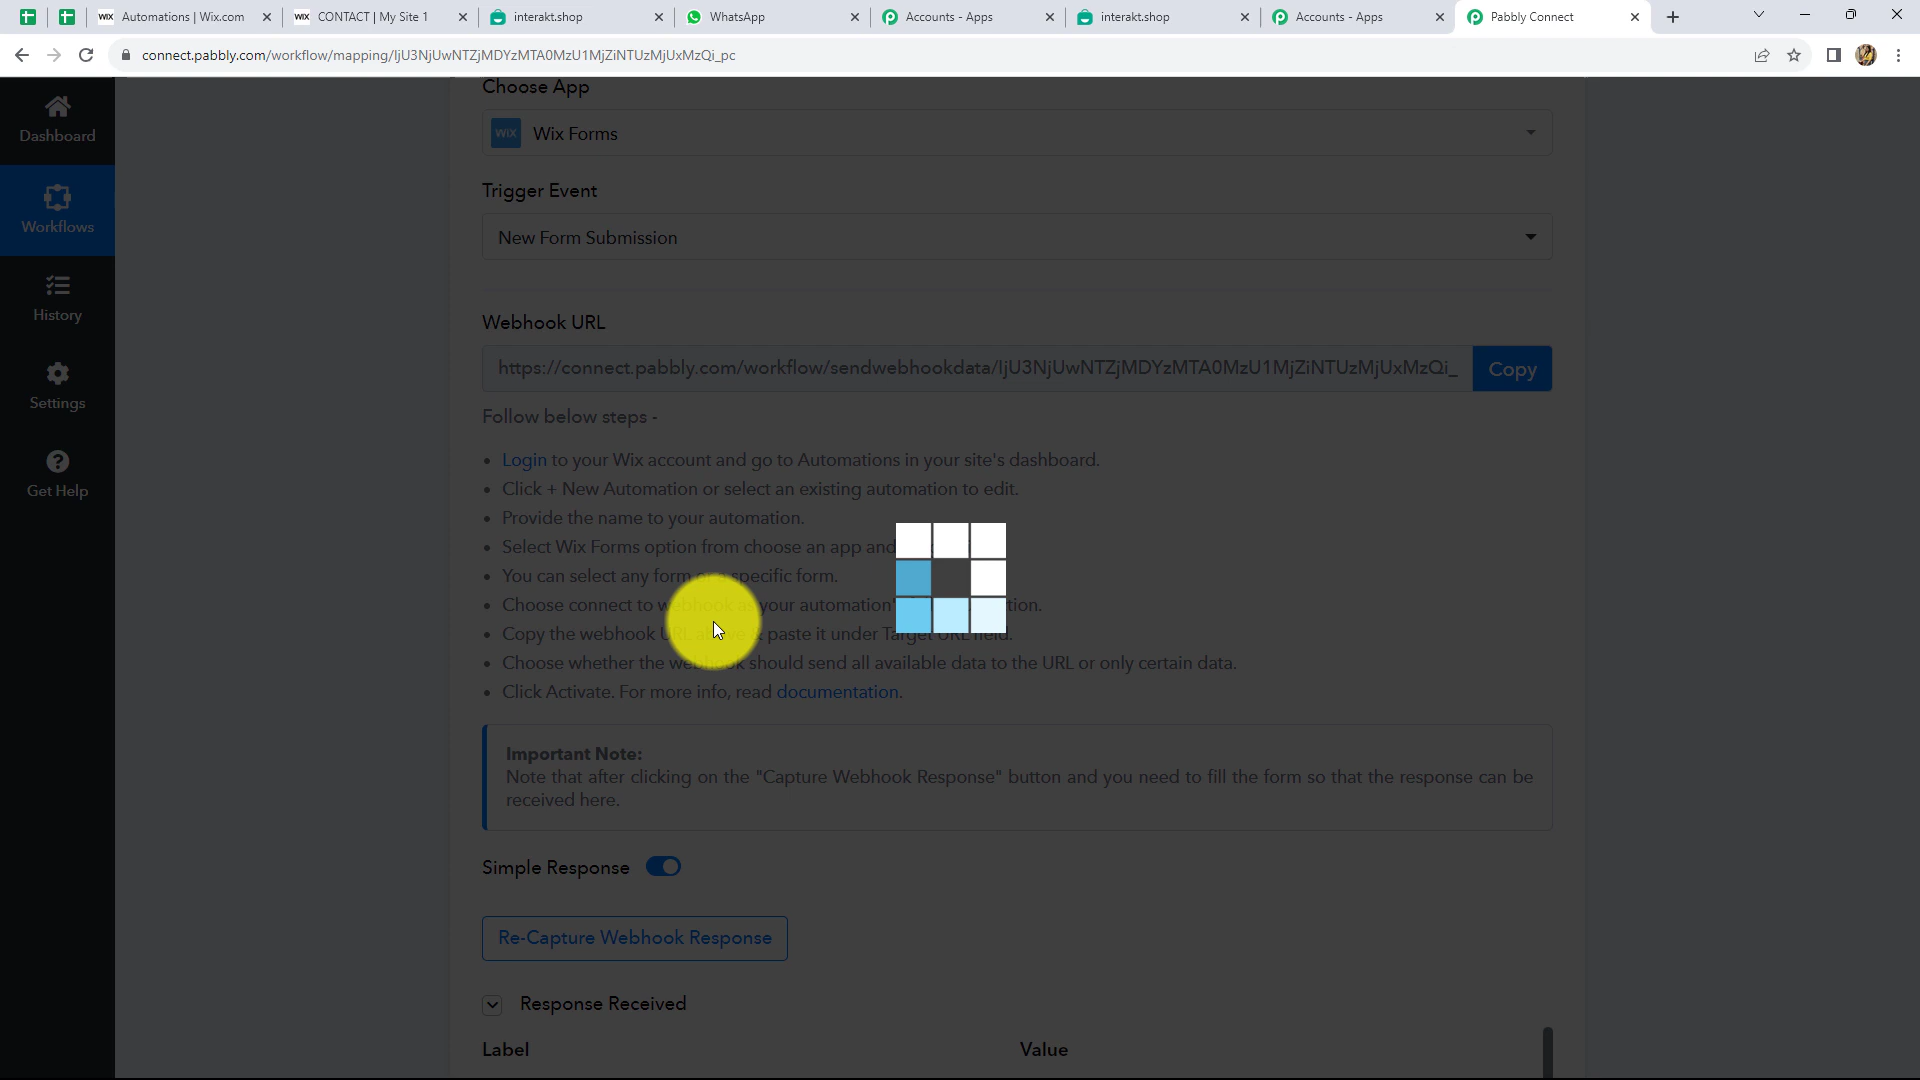 Automations | Wix.com
CONTACT | My Site 1
interakt.shop
WhatsApp
Accounts - Apps
interakt.shop
Accounts - Apps
Pabbly Connect
connect.pabbly.com/workflow/mapping/IjU3NjUwNTZjMDYzMTA0MzU1MjZiNTUzMjUxMzQi_pc
Dashboard
Workflows
History
Settings
Get Help
Choose App
WIX Wix Forms
Trigger Event
New Form Submission
Webhook URL
https://connect.pabbly.com/workflow/sendwebhookdata/IjU3NjUwNTZjMDYzMTA0MzU1MjZiNTUzMjUxMzQi_
Copy
Follow below steps -
Login to your Wix account and go to Automations in your site's dashboard.
Click + New Automation or select an existing automation to edit.
Provide the name to your automation.
Select Wix Forms option from choose an app and
You can select any form specific form.
Choose connect to webhook as your automation'
Copy the webhook URL paste it under Target URL field.
Choose whether the webhook should send all available data to the URL or only certain data.
Click Activate. For more info, read documentation.
Important Note:
Note that after clicking on the "Capture Webhook Response" button and you need to fill the form so that the response can be
received here.
Simple Response
Re-Capture Webhook Response
Response Received
Label Value